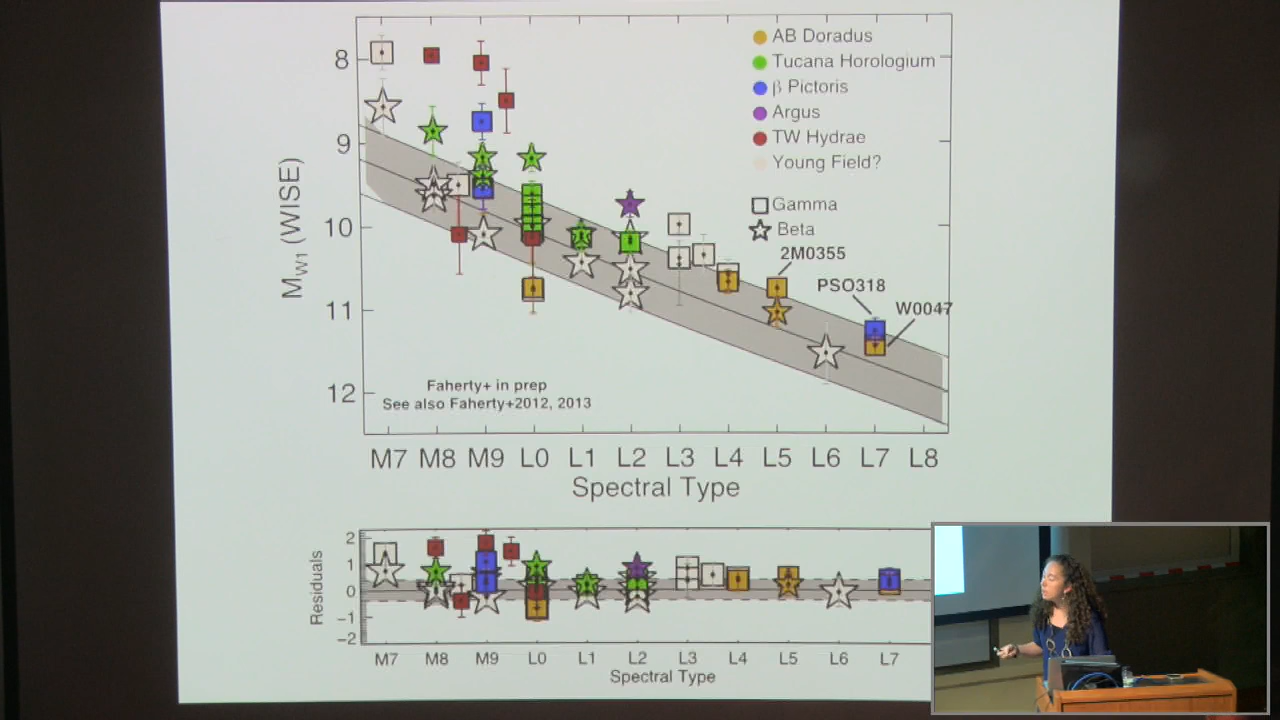 8
9
10
11
12
M_W1 (WISE)
AB Doradus
Tucana Horologium
β Pictoris
Argus
TW Hydrae
Young Field?
Gamma
Beta
2M0355
PSO318
W0047
Faherty+ in prep
See also Faherty+2012, 2013
M7 M8 M9 L0 L1 L2 L3 L4 L5 L6 L7 L8
Spectral Type
2
1
0
-1
-2
Residuals
M7 M8 M9 L0 L1 L2 L3 L4 L5 L6 L7
Spectral Type